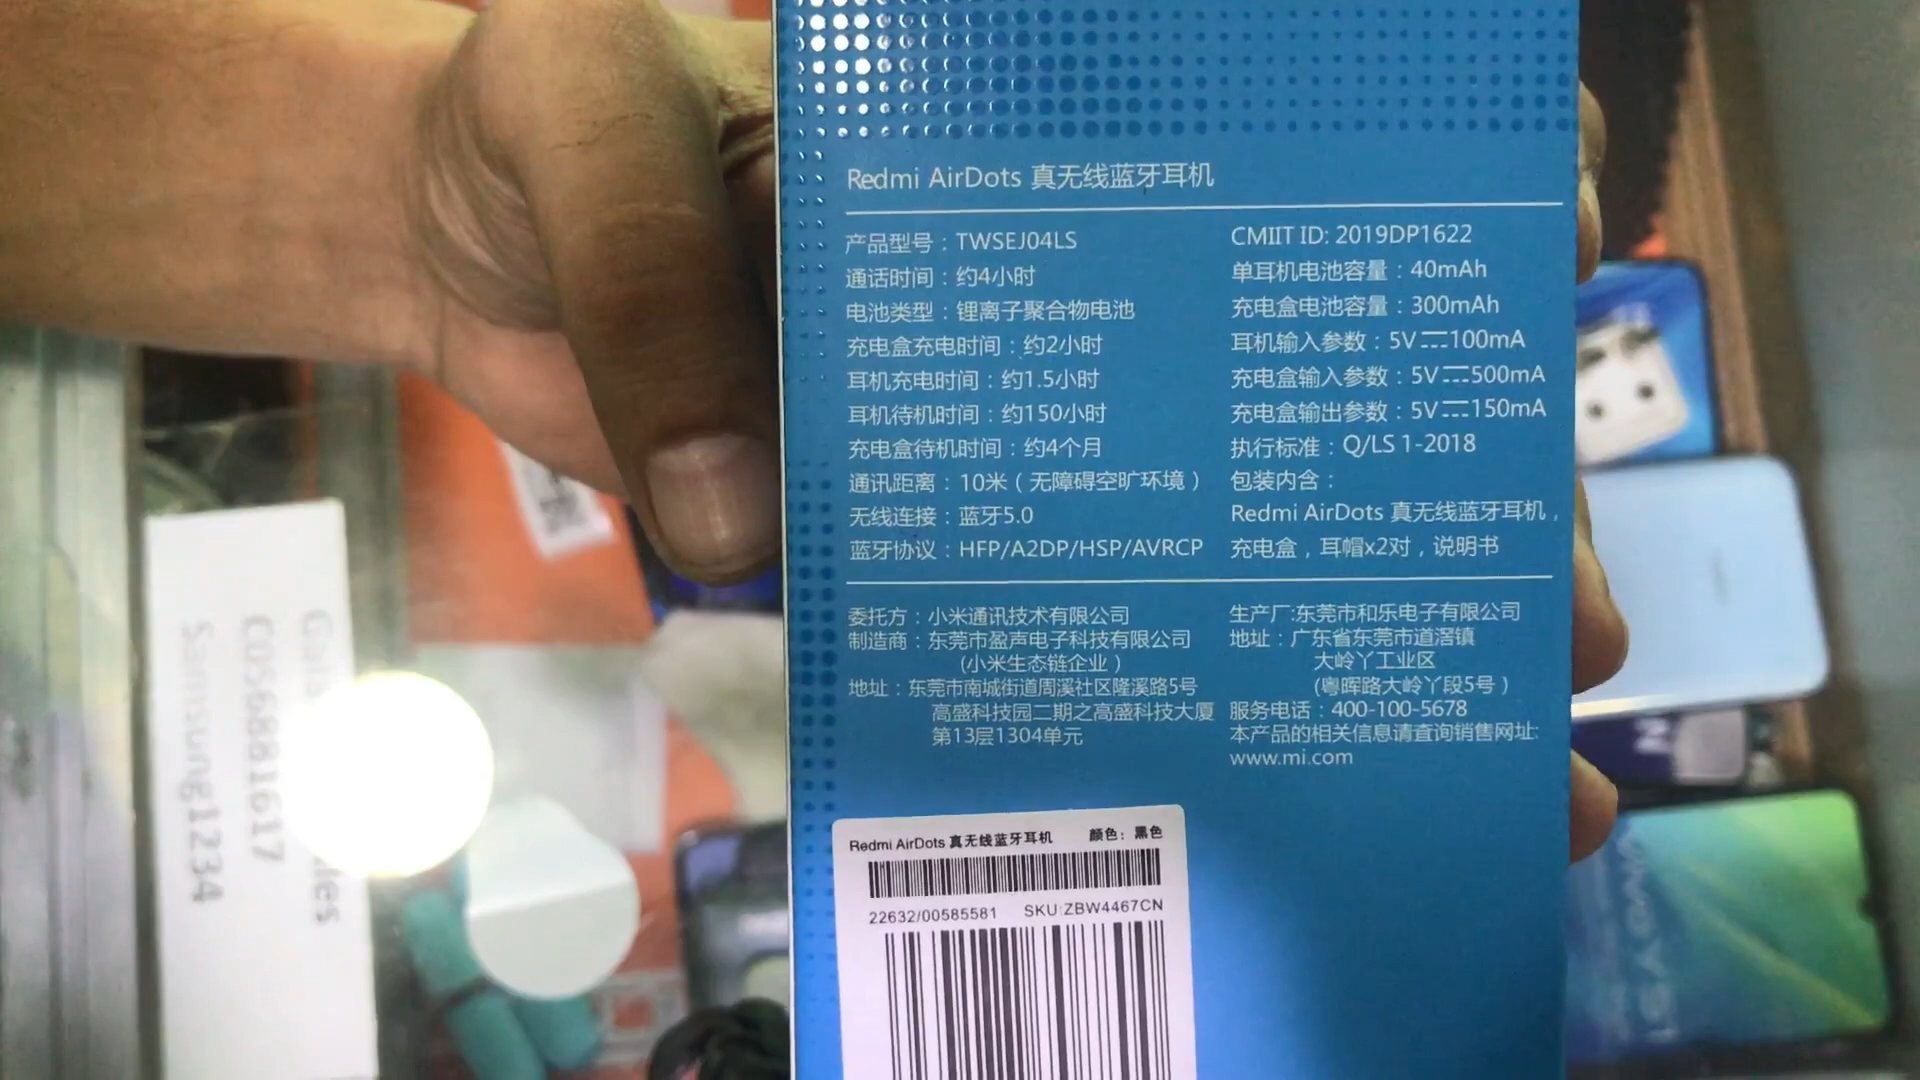 Redmi AirDots 真无线蓝牙耳机
产品型号：TWSEJ04LS
通话时间：约4小时
电池类型：锂离子聚合物电池
充电盒充电时间：约2小时
耳机充电时间：约1.5小时
耳机待机时间：约150小时
充电盒待机时间：约4个月
通讯距离：10米（无障碍空旷环境）
无线连接：蓝牙5.0
蓝牙协议：HFP/A2DP/HSP/AVRCP
CMIIT ID: 2019DP1622
单耳机电池容量：40mAh
充电盒电池容量：300mAh
耳机输入参数：5V⎓100mA
充电盒输入参数：5V⎓500mA
充电盒输出参数：5V⎓150mA
执行标准：Q/LS 1-2018
包装内含：
Redmi AirDots 真无线蓝牙耳机，
充电盒，耳帽x2对，说明书
委托方：小米通讯技术有限公司
制造商：东莞市盈声电子科技有限公司
(小米生态链企业）
地址：东莞市南城街道周溪社区隆溪路5号
高盛科技园二期之高盛科技大厦
第13层1304单元
生产厂:东莞市和乐电子有限公司
地址：广东省东莞市道滘镇
大岭丫工业区
(粤晖路大岭丫段5号）
服务电话：400-100-5678
本产品的相关信息请查询销售网址:
www.mi.com
Redmi AirDots 真无线蓝牙耳机 颜色：黑色
22632/00585581 SKU:ZBW4467CN
C056881617
Samsung1234